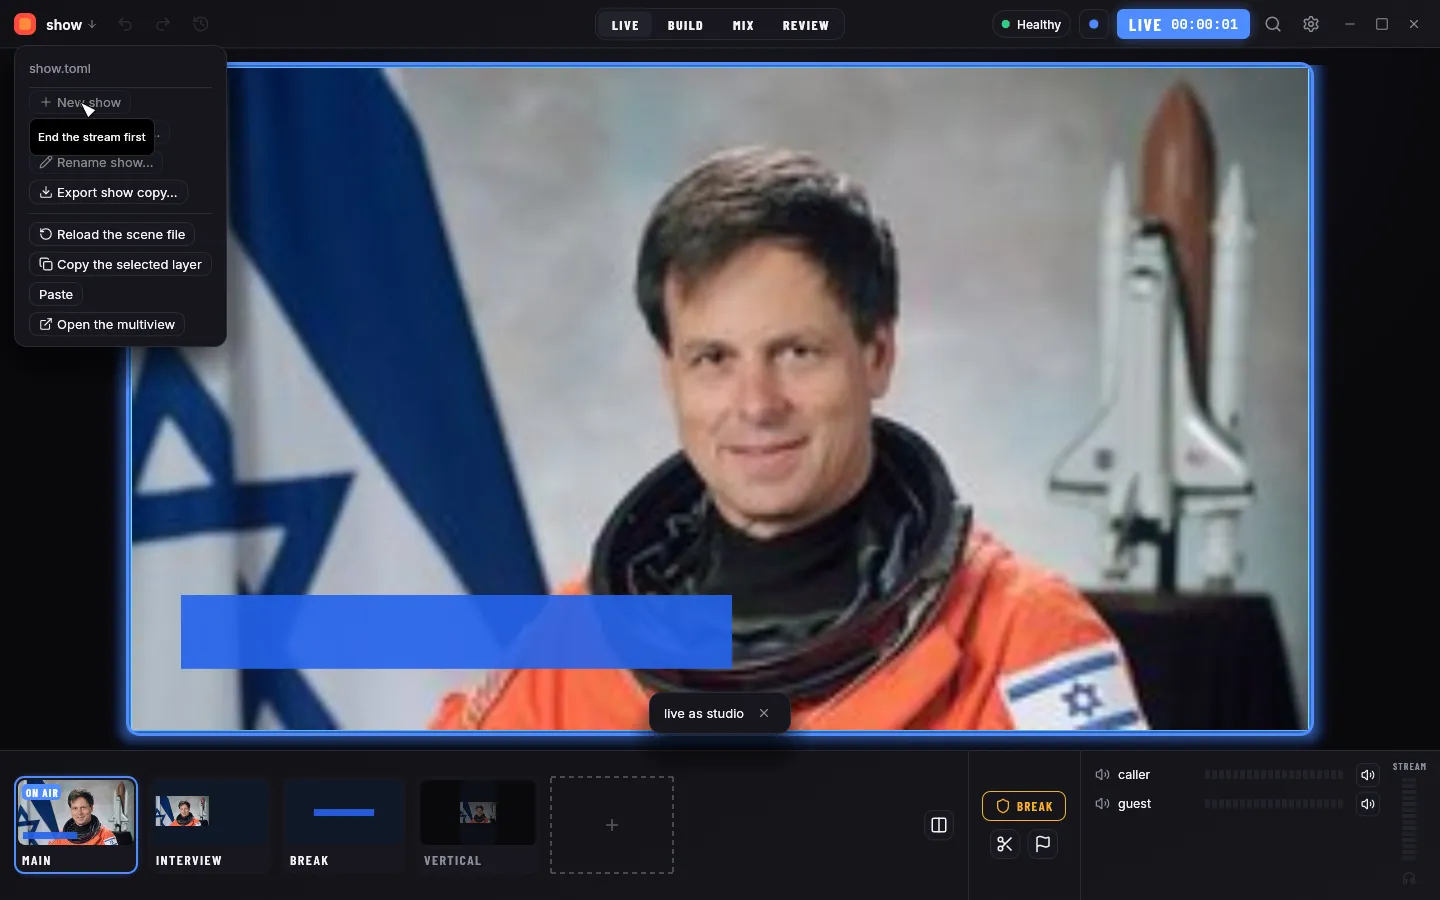 show
LIVE
BUILD
MIX
REVIEW
Healthy
LIVE 00:00:01
show.toml
New show
End the stream first
Rename show...
Export show copy...
Reload the scene file
Copy the selected layer
Paste
Open the multiview
live as studio
ON AIR
MAIN
INTERVIEW
BREAK
VERTICAL
BREAK
caller
guest
STREAM